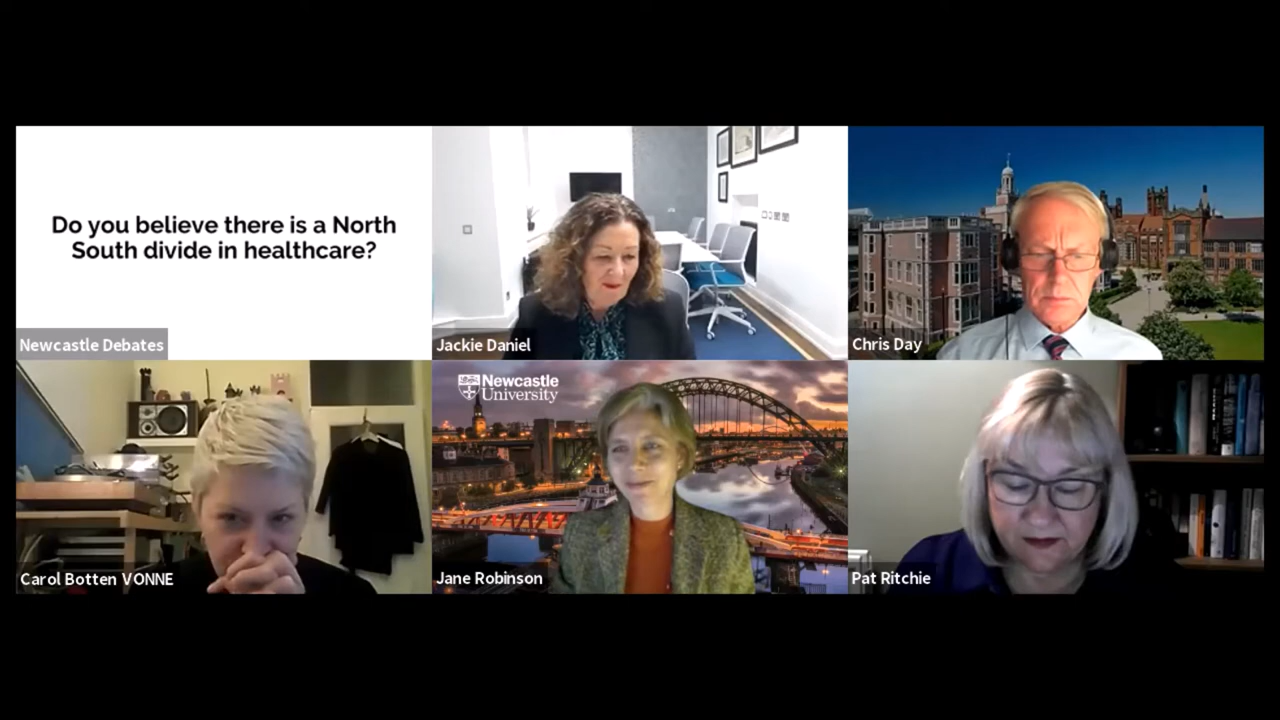 Do you believe there is a North
South divide in healthcare?
Newcastle Debates
Jackie Daniel
Chris Day
Newcastle
University
Carol Botten VONNE
Jane Robinson
Pat Ritchie